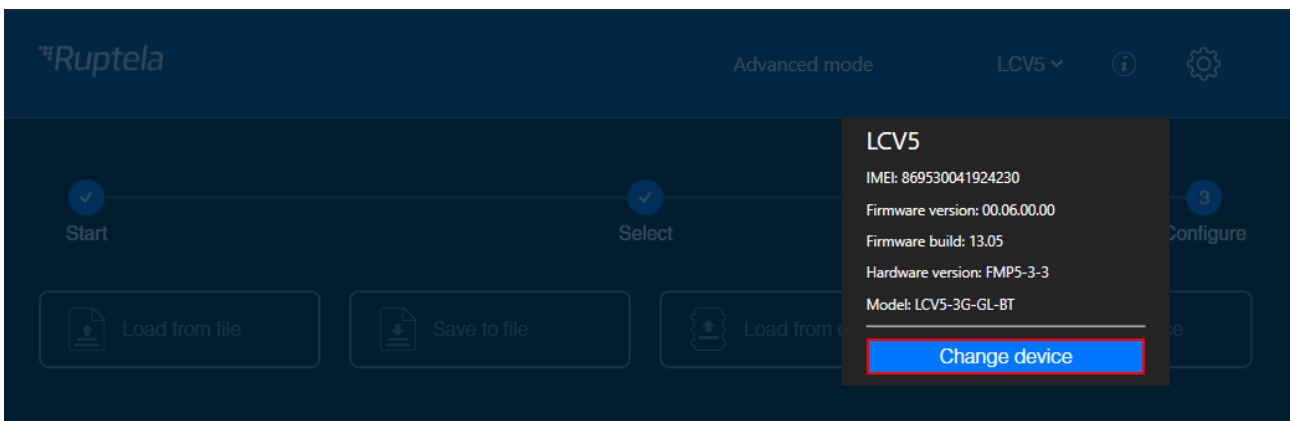 Ruptela
Advanced mode
LCV5
LCV5
IMEI: 869530041924230
Firmware version: 00.06.00.00
Firmware build: 13.05
Hardware version: FMP5-3-3
Model: LCV5-3G-GL-BT
Change device
3
Start
Select
Configure
Load from file
Save to file
Load from